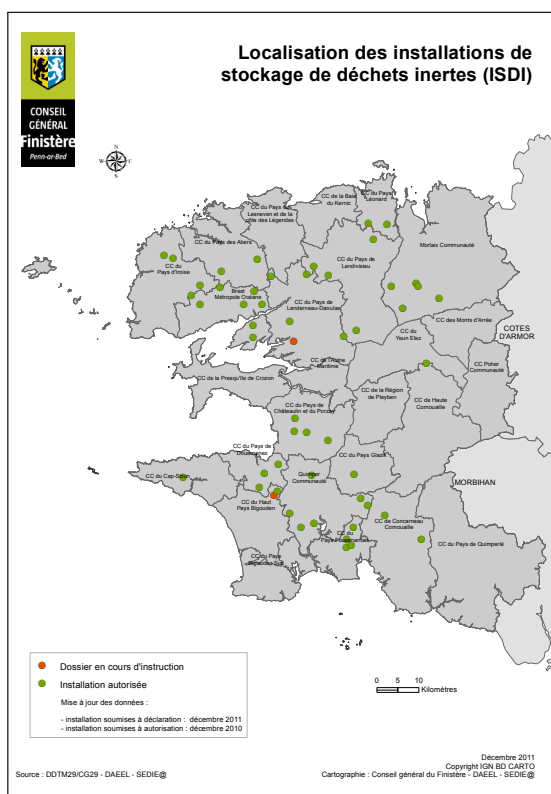 Localisation des installations de
stockage de déchets inertes (ISDI)
CONSEIL
GÉNÉRAL
Finistère
Penn-ar-Bed
N
W
E
S
CC de la Baie
du Kernic
CC du Pays
Léonard
CC du Pays
Lesneven et de la
côte des Légendes
CC du Pays des Abers
Morlaix Communauté
CC du Pays de
Landivisiau
CC du
Pays d'Iroise
Brest
Métropole Océane
CC du Pays de
Landerneau-Daoulas
CC des Monts d'Arrée
CC du
Yeun Elez
COTES
D'ARMOR
CC de l'Aulne
Maritime
CC Poher
Communauté
CC de la Presqu'île de Crozon
CC de la Région
de Pleyben
CC de Haute
Cornouaille
CC du Pays de
Châteaulin et du Porzay
CC du Pays de
Douarnenez
CC du Pays Glazik
Quimper
Communauté
CC du Cap-Sizun
MORBIHAN
CC du Haut
Pays Bigouden
CC de Concarneau
Cornouaille
CC du
Pays Fouesnantais
CC du Pays de Quimperlé
CC du Pays
Bigouden Sud
Dossier en cours d'instruction
Installation autorisée
Mise à jour des données :
- installation soumises à déclaration : décembre 2011
- installation soumises à autorisation : décembre 2010
0 5 10
Kilomètres
Décembre 2011
Copyright IGN BD CARTO
Source : DDTM29/CG29 - DAEEL - SEDIE@
Cartographie : Conseil général du Finistère - DAEEL - SEDIE@